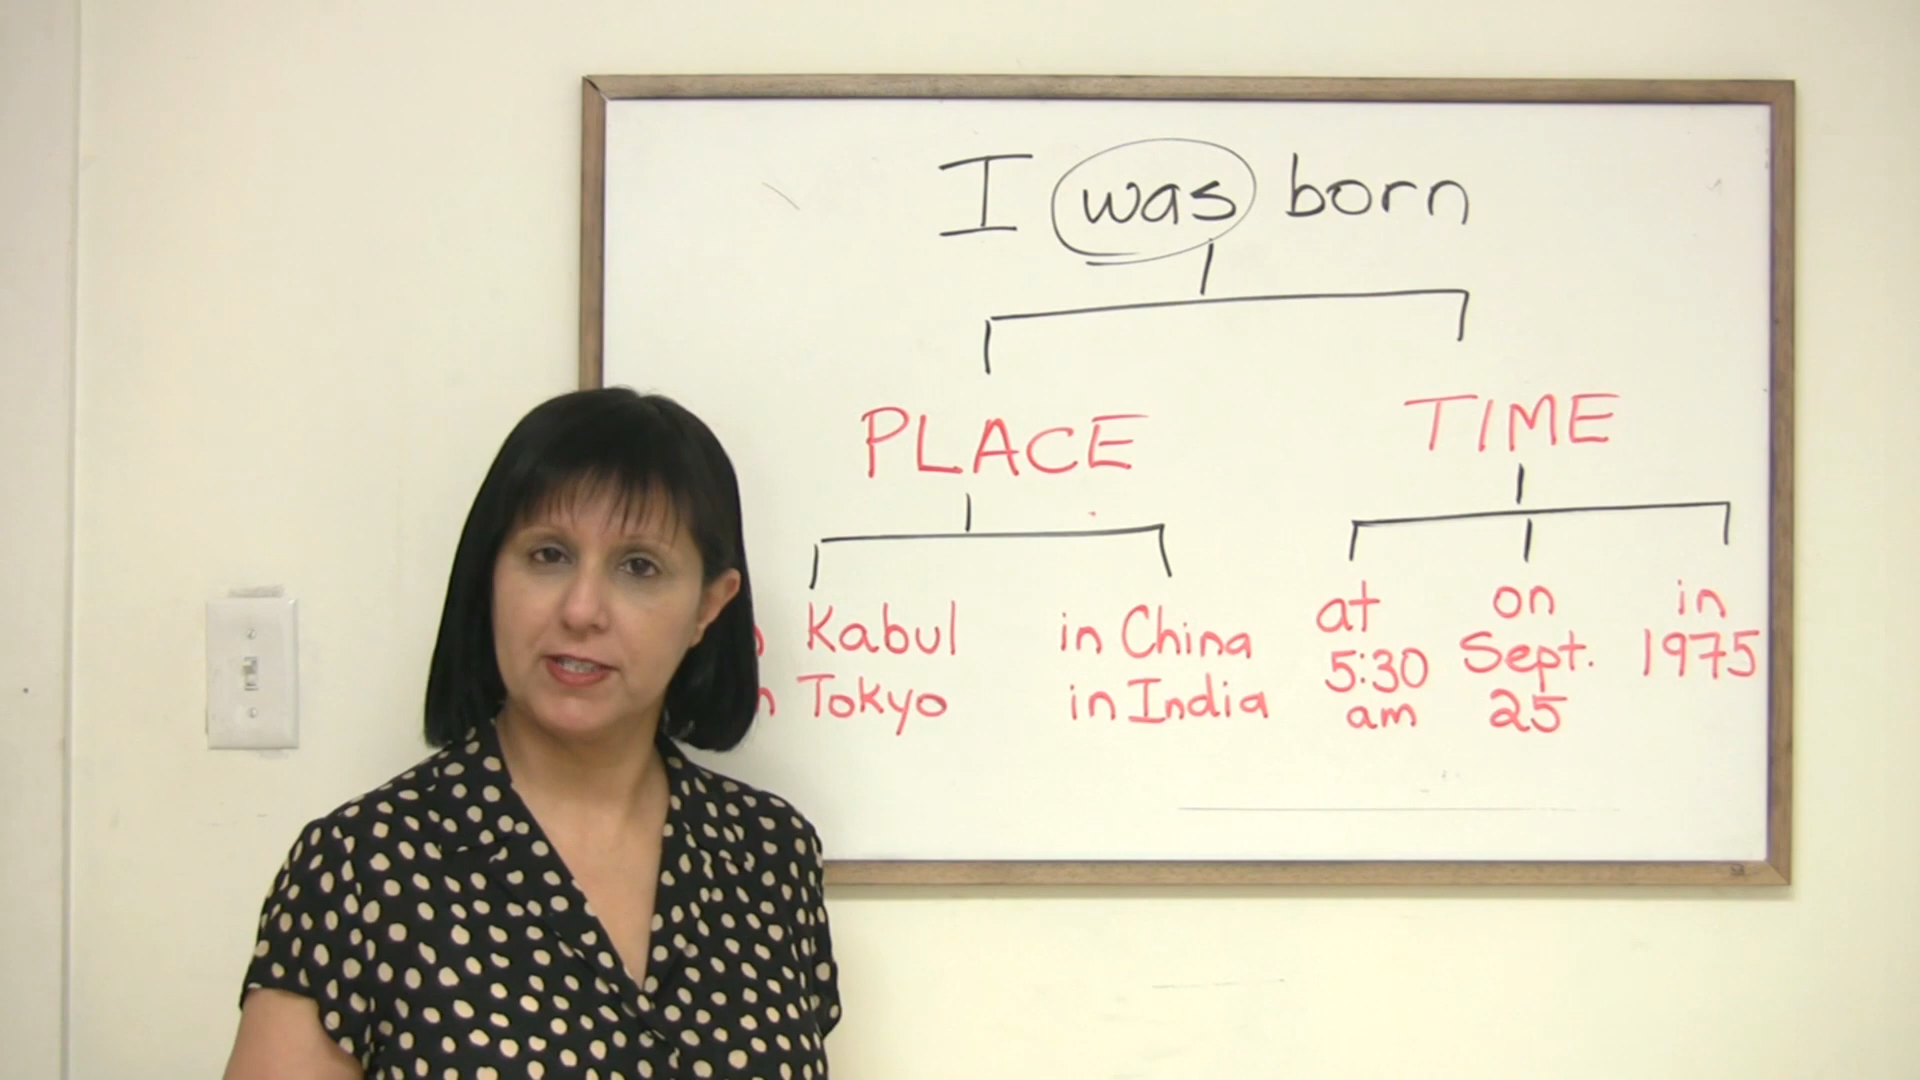 I was born
PLACE
TIME
Kabul
Tokyo
in China
in India
at
5:30
am
on
Sept.
25
in
1975